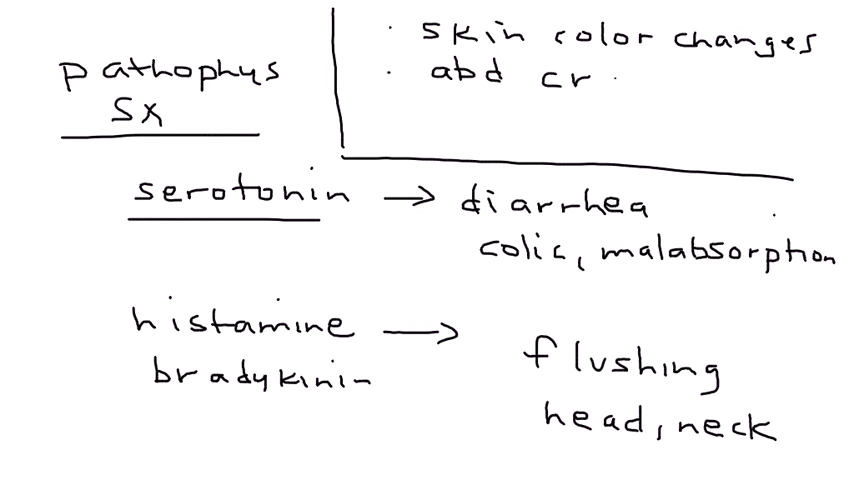 · skin color changes
· abd cr
pathophys
sx
serotonin → diarrhea
colic, malabsorption
histamine → flushing
bradykinin
head, neck